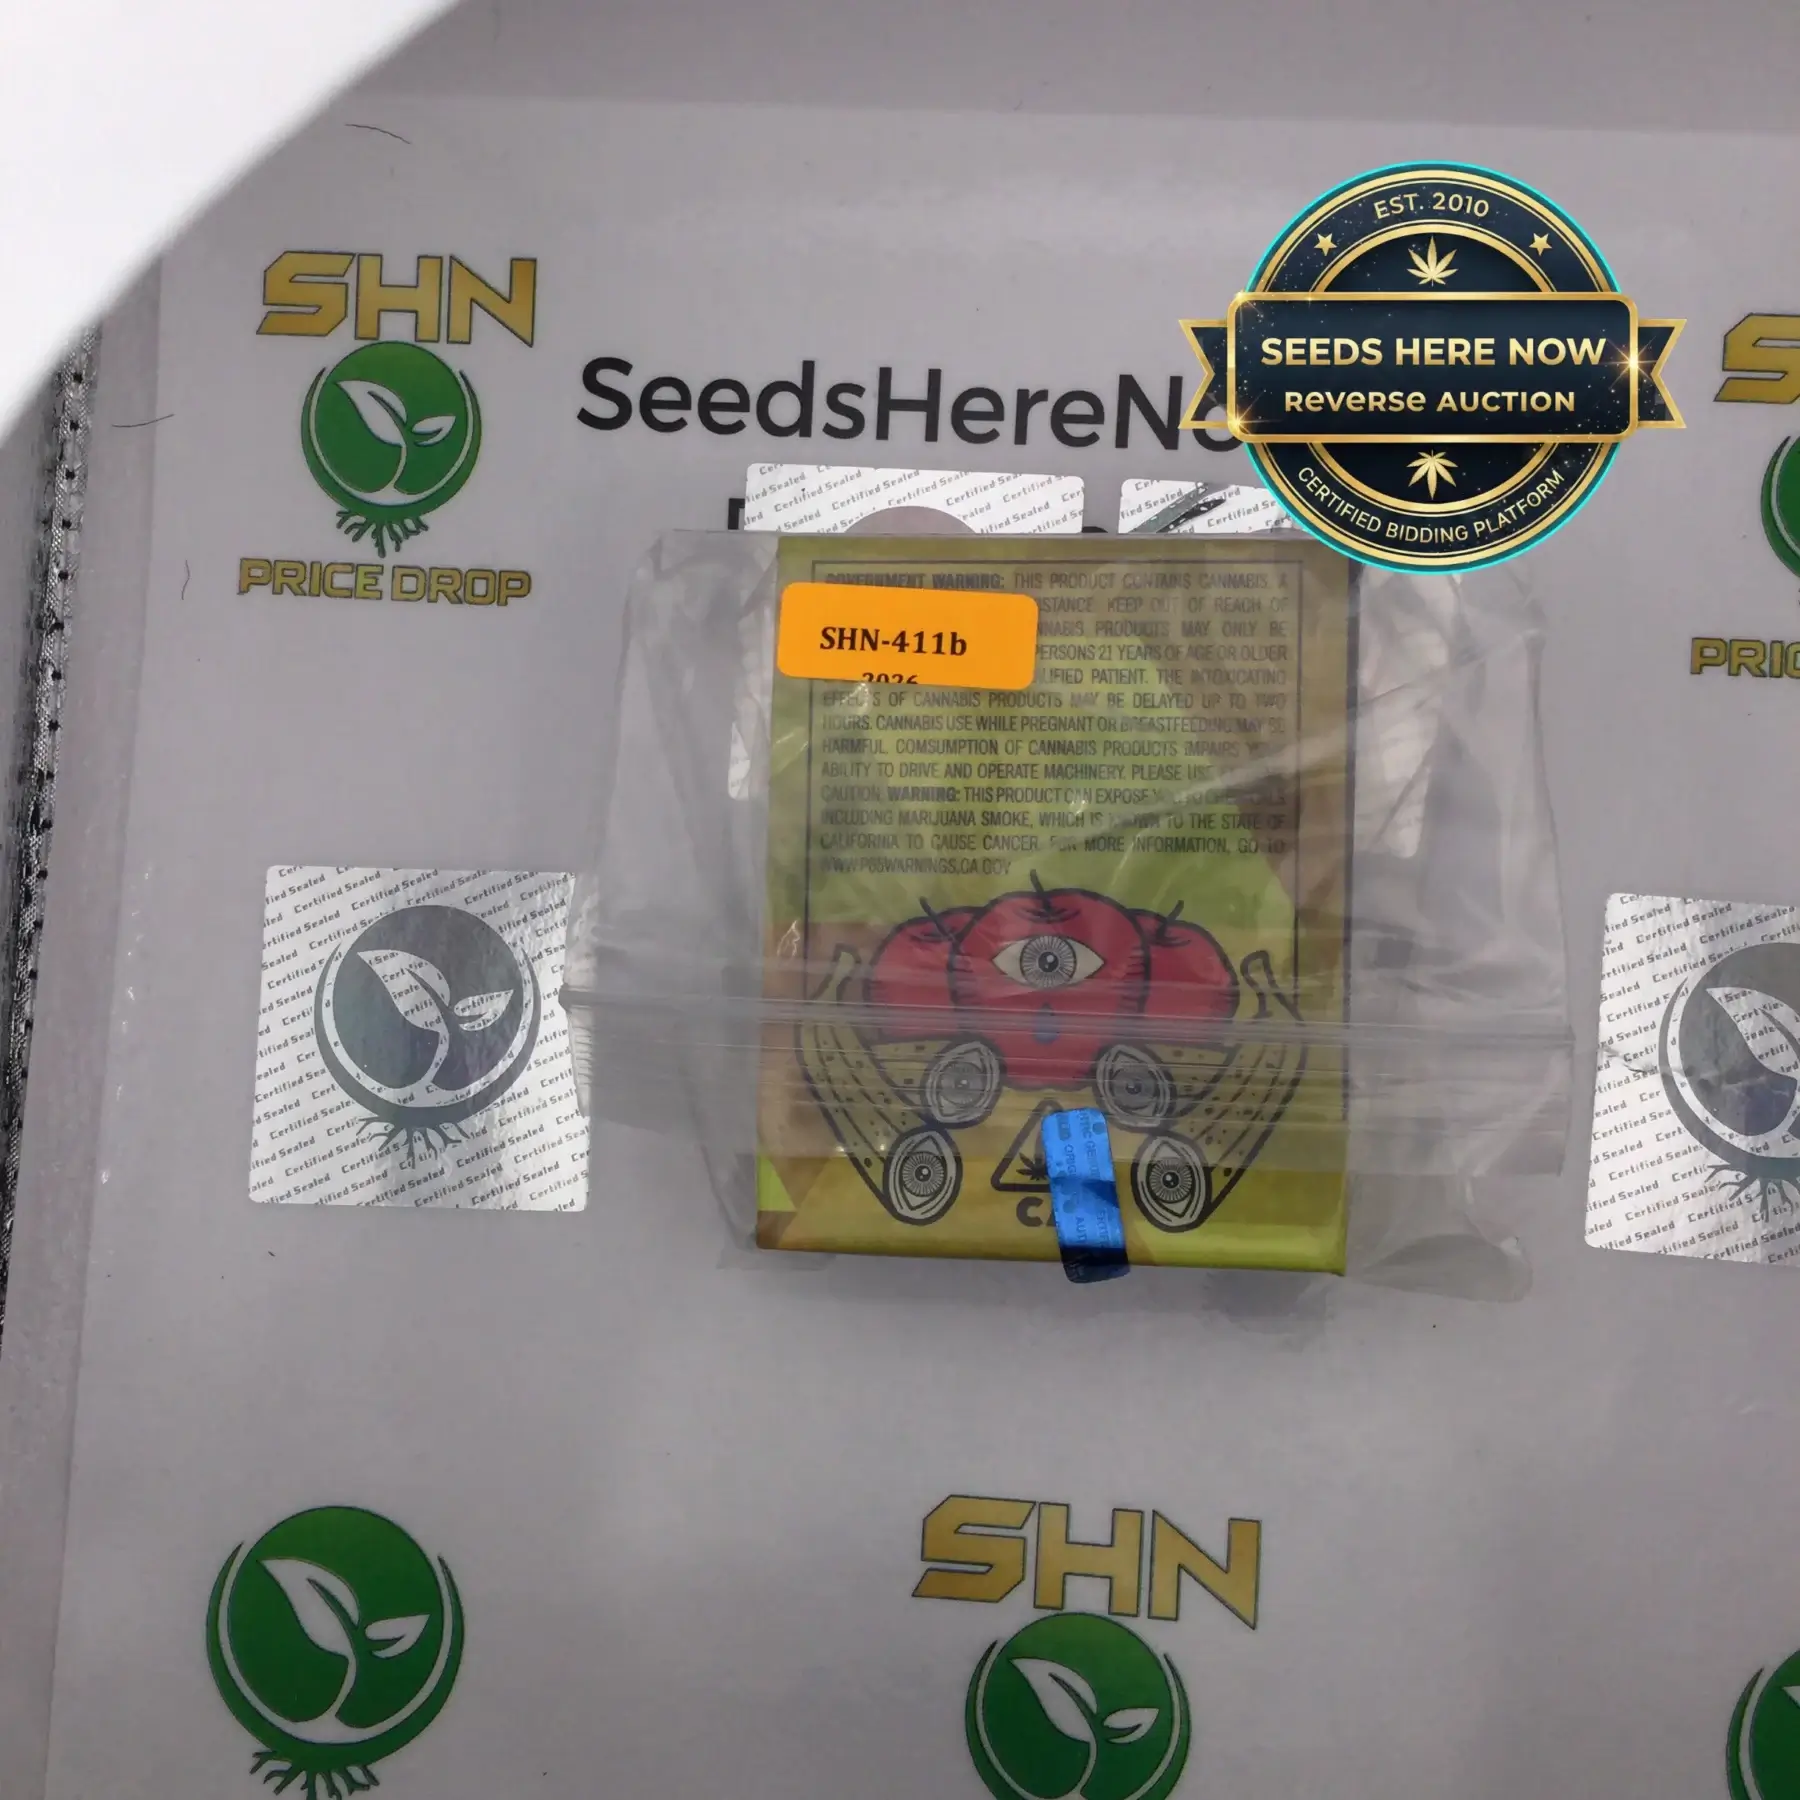 EST. 2010
SEEDS HERE NOW
REVERSE AUCTION
CERTIFIED BIDDING PLATFORM
SHN
PRICE DROP
SeedsHereNo
GOVERNMENT WARNING: THIS PRODUCT CONTAINS CANNABIS, A
KEEP OUT OF REACH OF
PRODUCTS MAY ONLY BE
PERSONS 21 YEARS OF AGE OR OLDER
PATIENT. THE INTOXICATING
EFFECTS OF CANNABIS PRODUCTS MAY BE DELAYED UP TO TWO
HOURS. CANNABIS USE WHILE PREGNANT OR BREASTFEEDING MAY BE
HARMFUL. COMSUMPTION OF CANNABIS PRODUCTS IMPAIRS
ABILITY TO DRIVE AND OPERATE MACHINERY. PLEASE USE
CAUTION. WARNING: THIS PRODUCT CAN EXPOSE
INCLUDING MARIJUANA SMOKE, WHICH IS KNOWN TO THE STATE OF
CALIFORNIA TO CAUSE CANCER. FOR MORE INFORMATION, GO TO
WWW.P65WARNINGS.CA.GOV
SHN-411b
2026
Certified Sealed
SHN